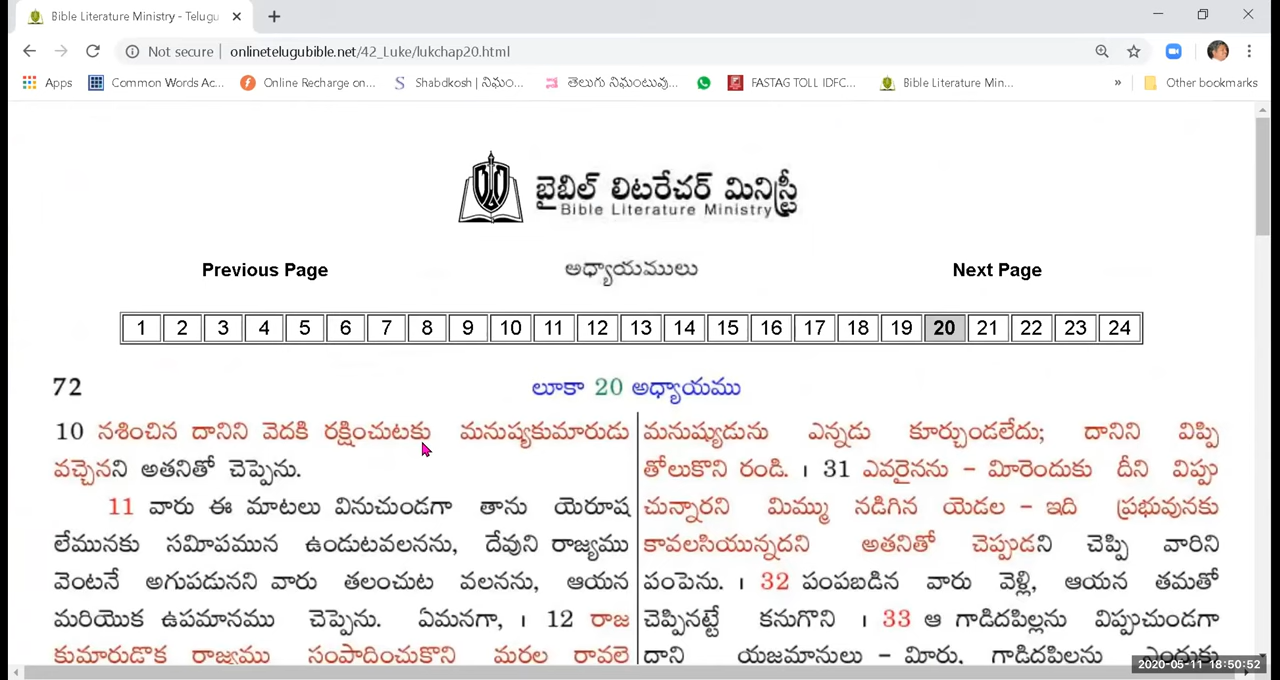 Bible Literature Ministry - Telugu
Not secure | onlinetelugubible.net/42_Luke/lukchap20.html
Apps Common Words Ac... Online Recharge on... Shabdkosh | నిఘం... తెలుగు నిఘంటువు... FASTAG TOLL IDFC... Bible Literature Min... » Other bookmarks
బైబిల్ లిటరేచర్ మినిస్ట్రీ
Bible Literature Ministry
Previous Page అధ్యాయములు Next Page
1 2 3 4 5 6 7 8 9 10 11 12 13 14 15 16 17 18 19 20 21 22 23 24
72 లూకా 20 అధ్యాయము
10 నశించిన దానిని వెదకి రక్షించుటకు మనుష్యకుమారుడు
వచ్చెనని అతనితో చెప్పెను.
11 వారు ఈ మాటలు వినుచుండగా తాను యెరూష
లేమునకు సమీపమున ఉండుటవలనను, దేవుని రాజ్యము
వెంటనే అగుపడునని వారు తలంచుట వలనను, ఆయన
మరియొక ఉపమానము చెప్పెను. ఏమనగా, । 12 రాజ
కుమారుడొక రాజ్యము సంపాదించుకొని మరల రావలె
మనుష్యుడును ఎన్నడు కూర్చుండలేదు; దానిని విప్పి
తోలుకొని రండి. । 31 ఎవరైనను – మీరెందుకు దీని విప్పు
చున్నారని మిమ్ము నడిగిన యెడల – ఇది ప్రభువునకు
కావలసియున్నదని అతనితో చెప్పుడని చెప్పి వారిని
పంపెను. । 32 పంపబడిన వారు వెళ్లి, ఆయన తమతో
చెప్పినట్టే కనుగొని । 33 ఆ గాడిదపిల్లను విప్పుచుండగా
దాని యజమానులు – మీరు, గాడిదపిలను ఎందుకు
2020-05-11 18:50:52